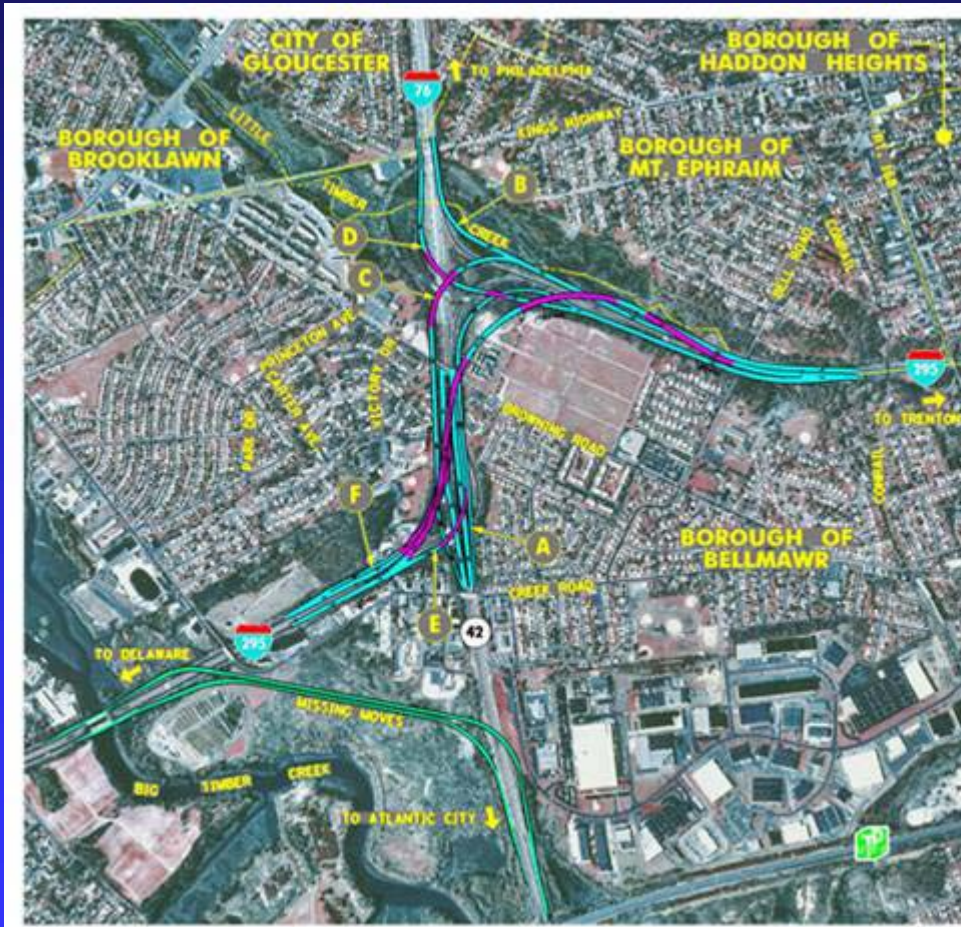 CITY OF
GLOUCESTER
TO PHILADELPHIA
76
BOROUGH OF
HADDON HEIGHTS
BOROUGH OF
BROOKLAWN
LITTLE
TIMBER
CREEK
KINGS HIGHWAY
BOROUGH OF
MT. EPHRAIM
RT. 168
B
D
C
BELL ROAD
CONRAIL
PRINCETON AVE
CARTER AVE.
VICTORY DR
PARK DR
BROWNING ROAD
295
TO TRENTON
CONRAIL
F
A
E
BOROUGH OF
BELLMAWR
CREEK ROAD
42
295
TO DELAWARE
MISSING MOVES
BIG TIMBER CREEK
TO ATLANTIC CITY